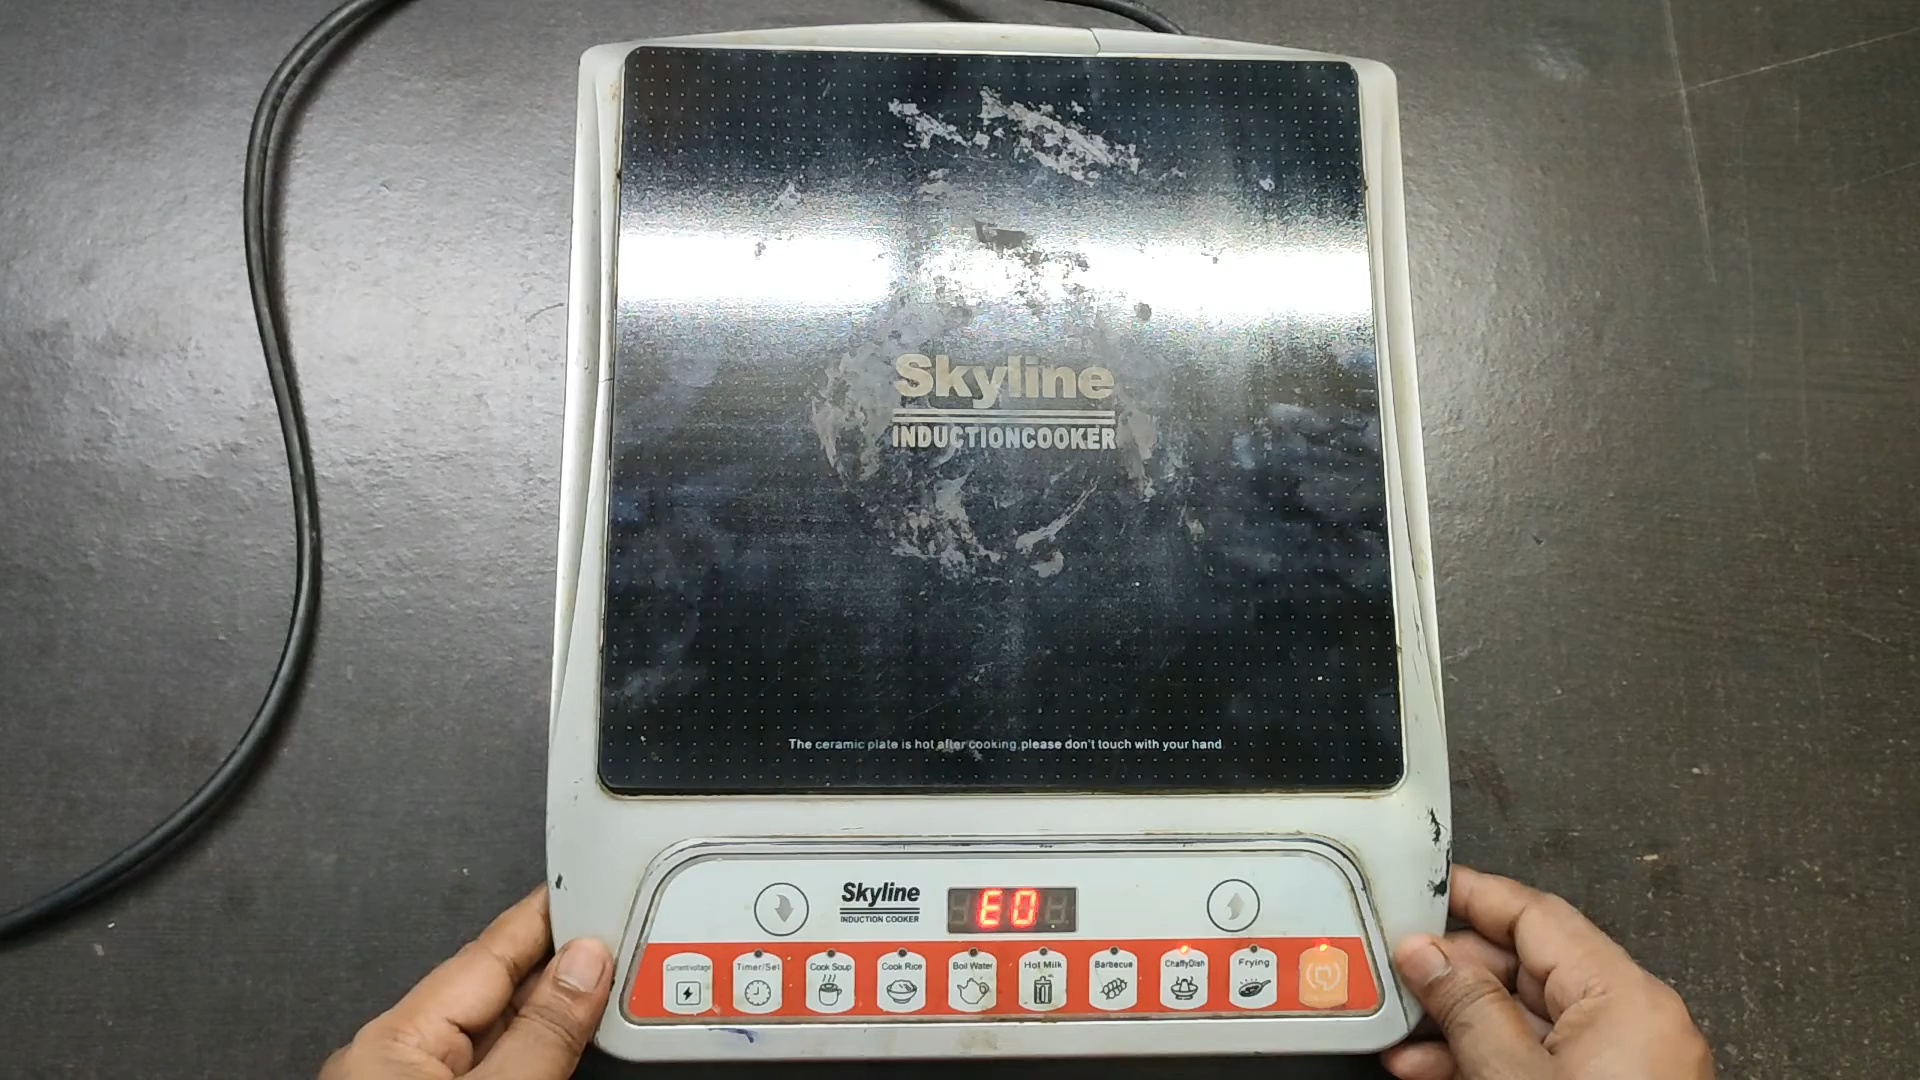 Skyline
INDUCTIONCOOKER
The ceramic plate is hot after cooking,please don't touch with your hand
Skyline
INDUCTION COOKER
E0
Current/voltage
Timer/Set
Cook Soup
Cook Rice
Boil Water
Hot Milk
Barbecue
ChaffyDish
Frying